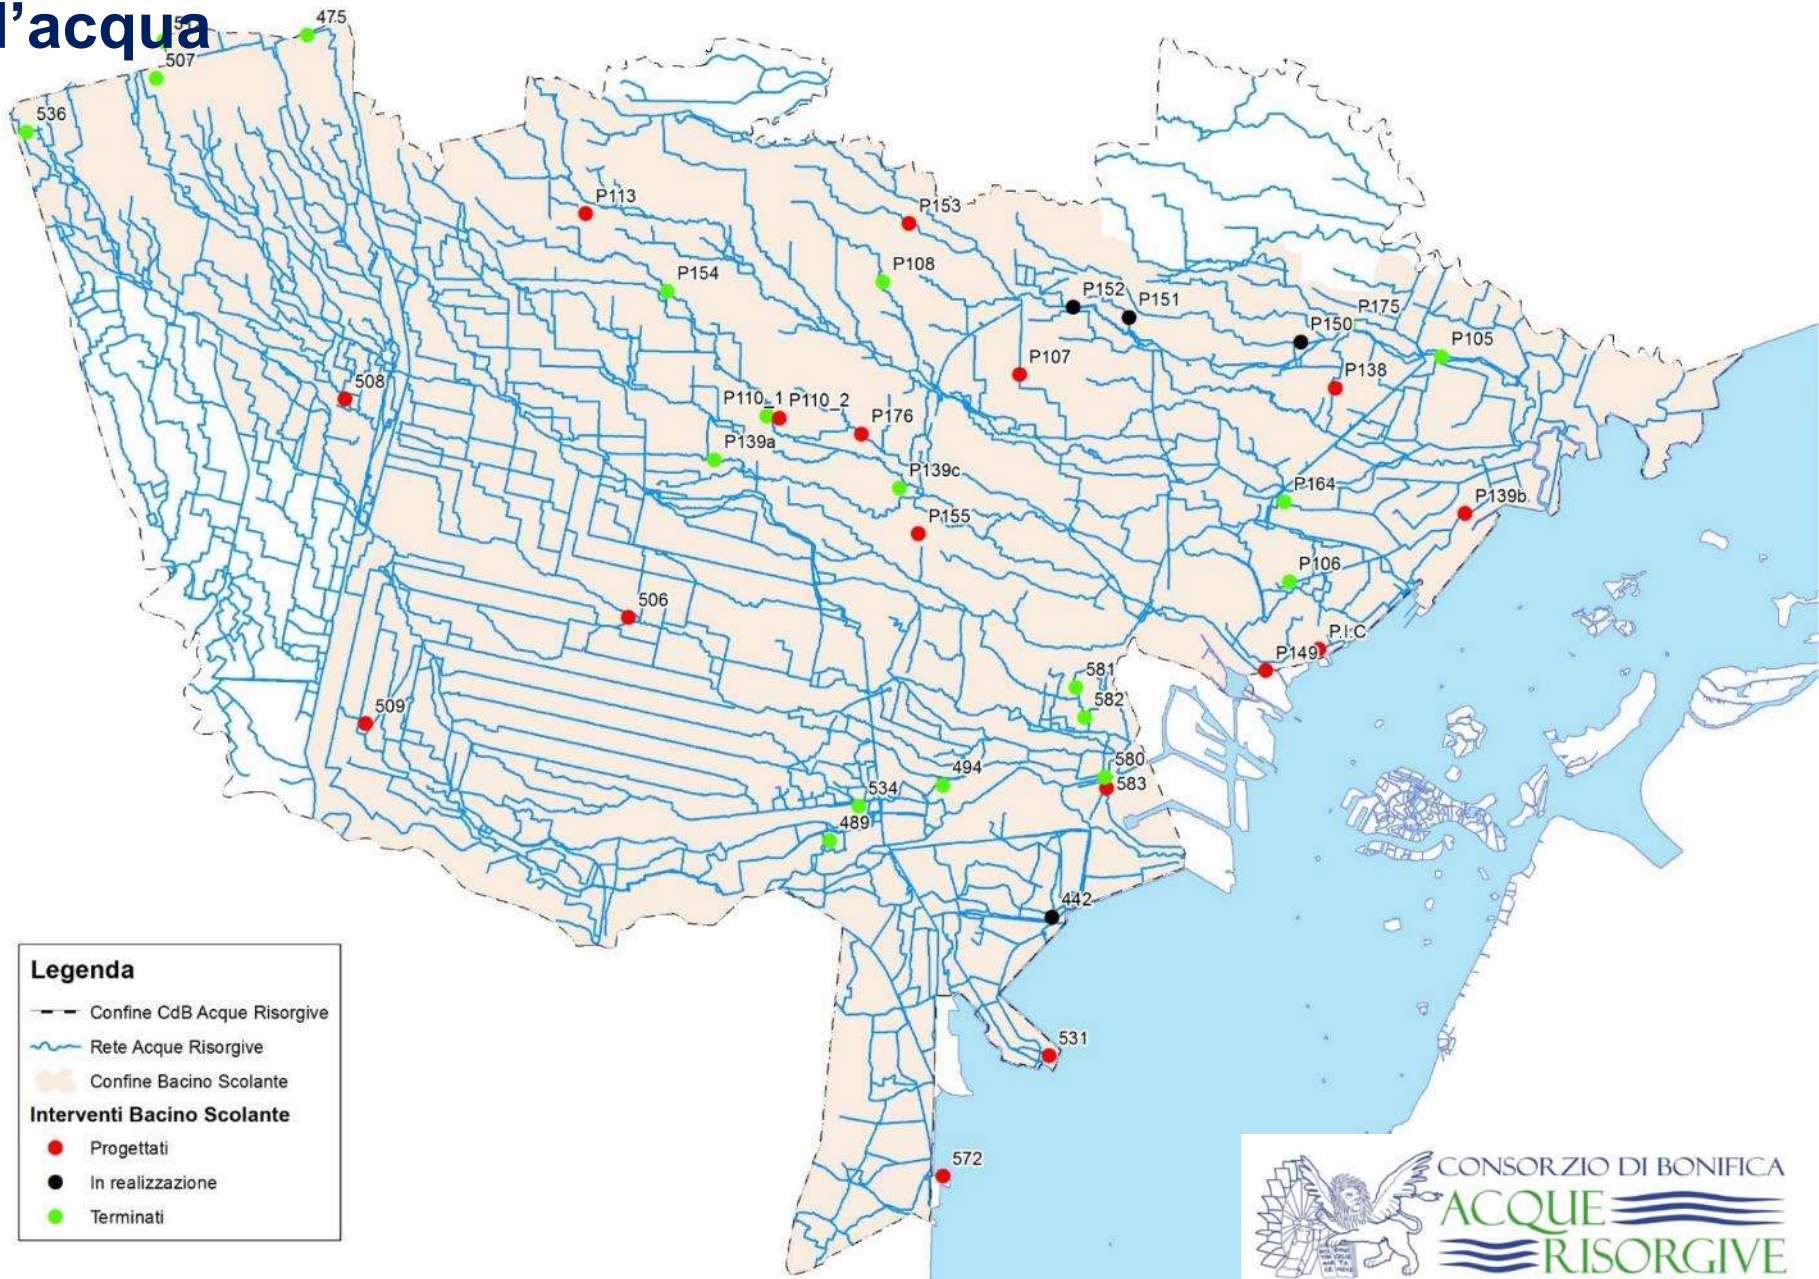 l'acqua
475
507
536
P113
P153
P154
P108
P152
P151
P175
P150
P105
P107
P138
508
P110_1
P110_2
P176
P139a
P139c
P164
P139b
P155
P106
506
P.I.C
P149
581
582
509
580
583
494
534
489
442
531
572
Legenda
Confine CdB Acque Risorgive
Rete Acque Risorgive
Confine Bacino Scolante
Interventi Bacino Scolante
Progettati
In realizzazione
Terminati
CONSORZIO DI BONIFICA
ACQUE
RISORGIVE